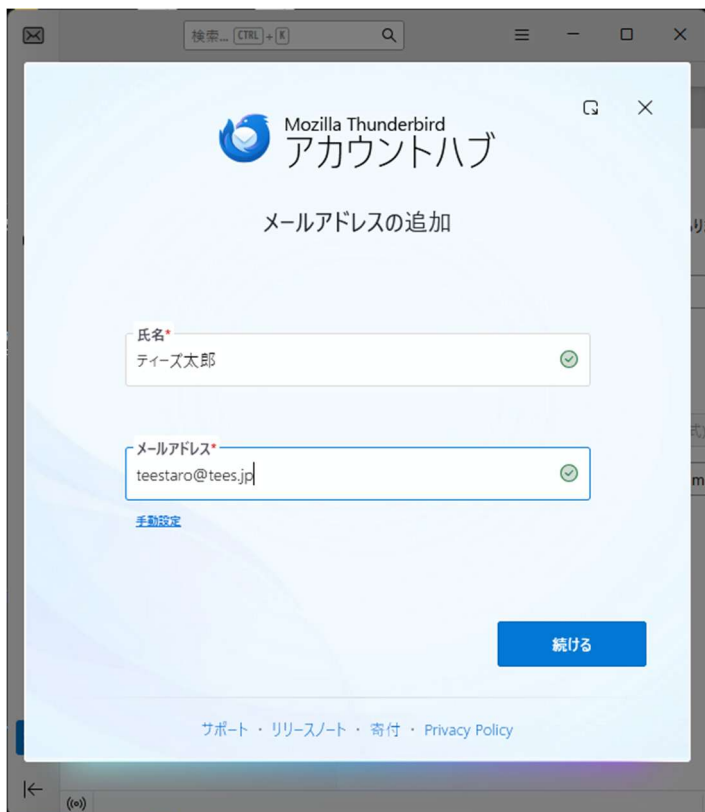 検索... CTRL + K
Mozilla Thunderbird
アカウントハブ
メールアドレスの追加
氏名*
ティーズ太郎
メールアドレス*
teestaro@tees.jp
手動設定
続ける
サポート ・ リリースノート ・ 寄付 ・ Privacy Policy